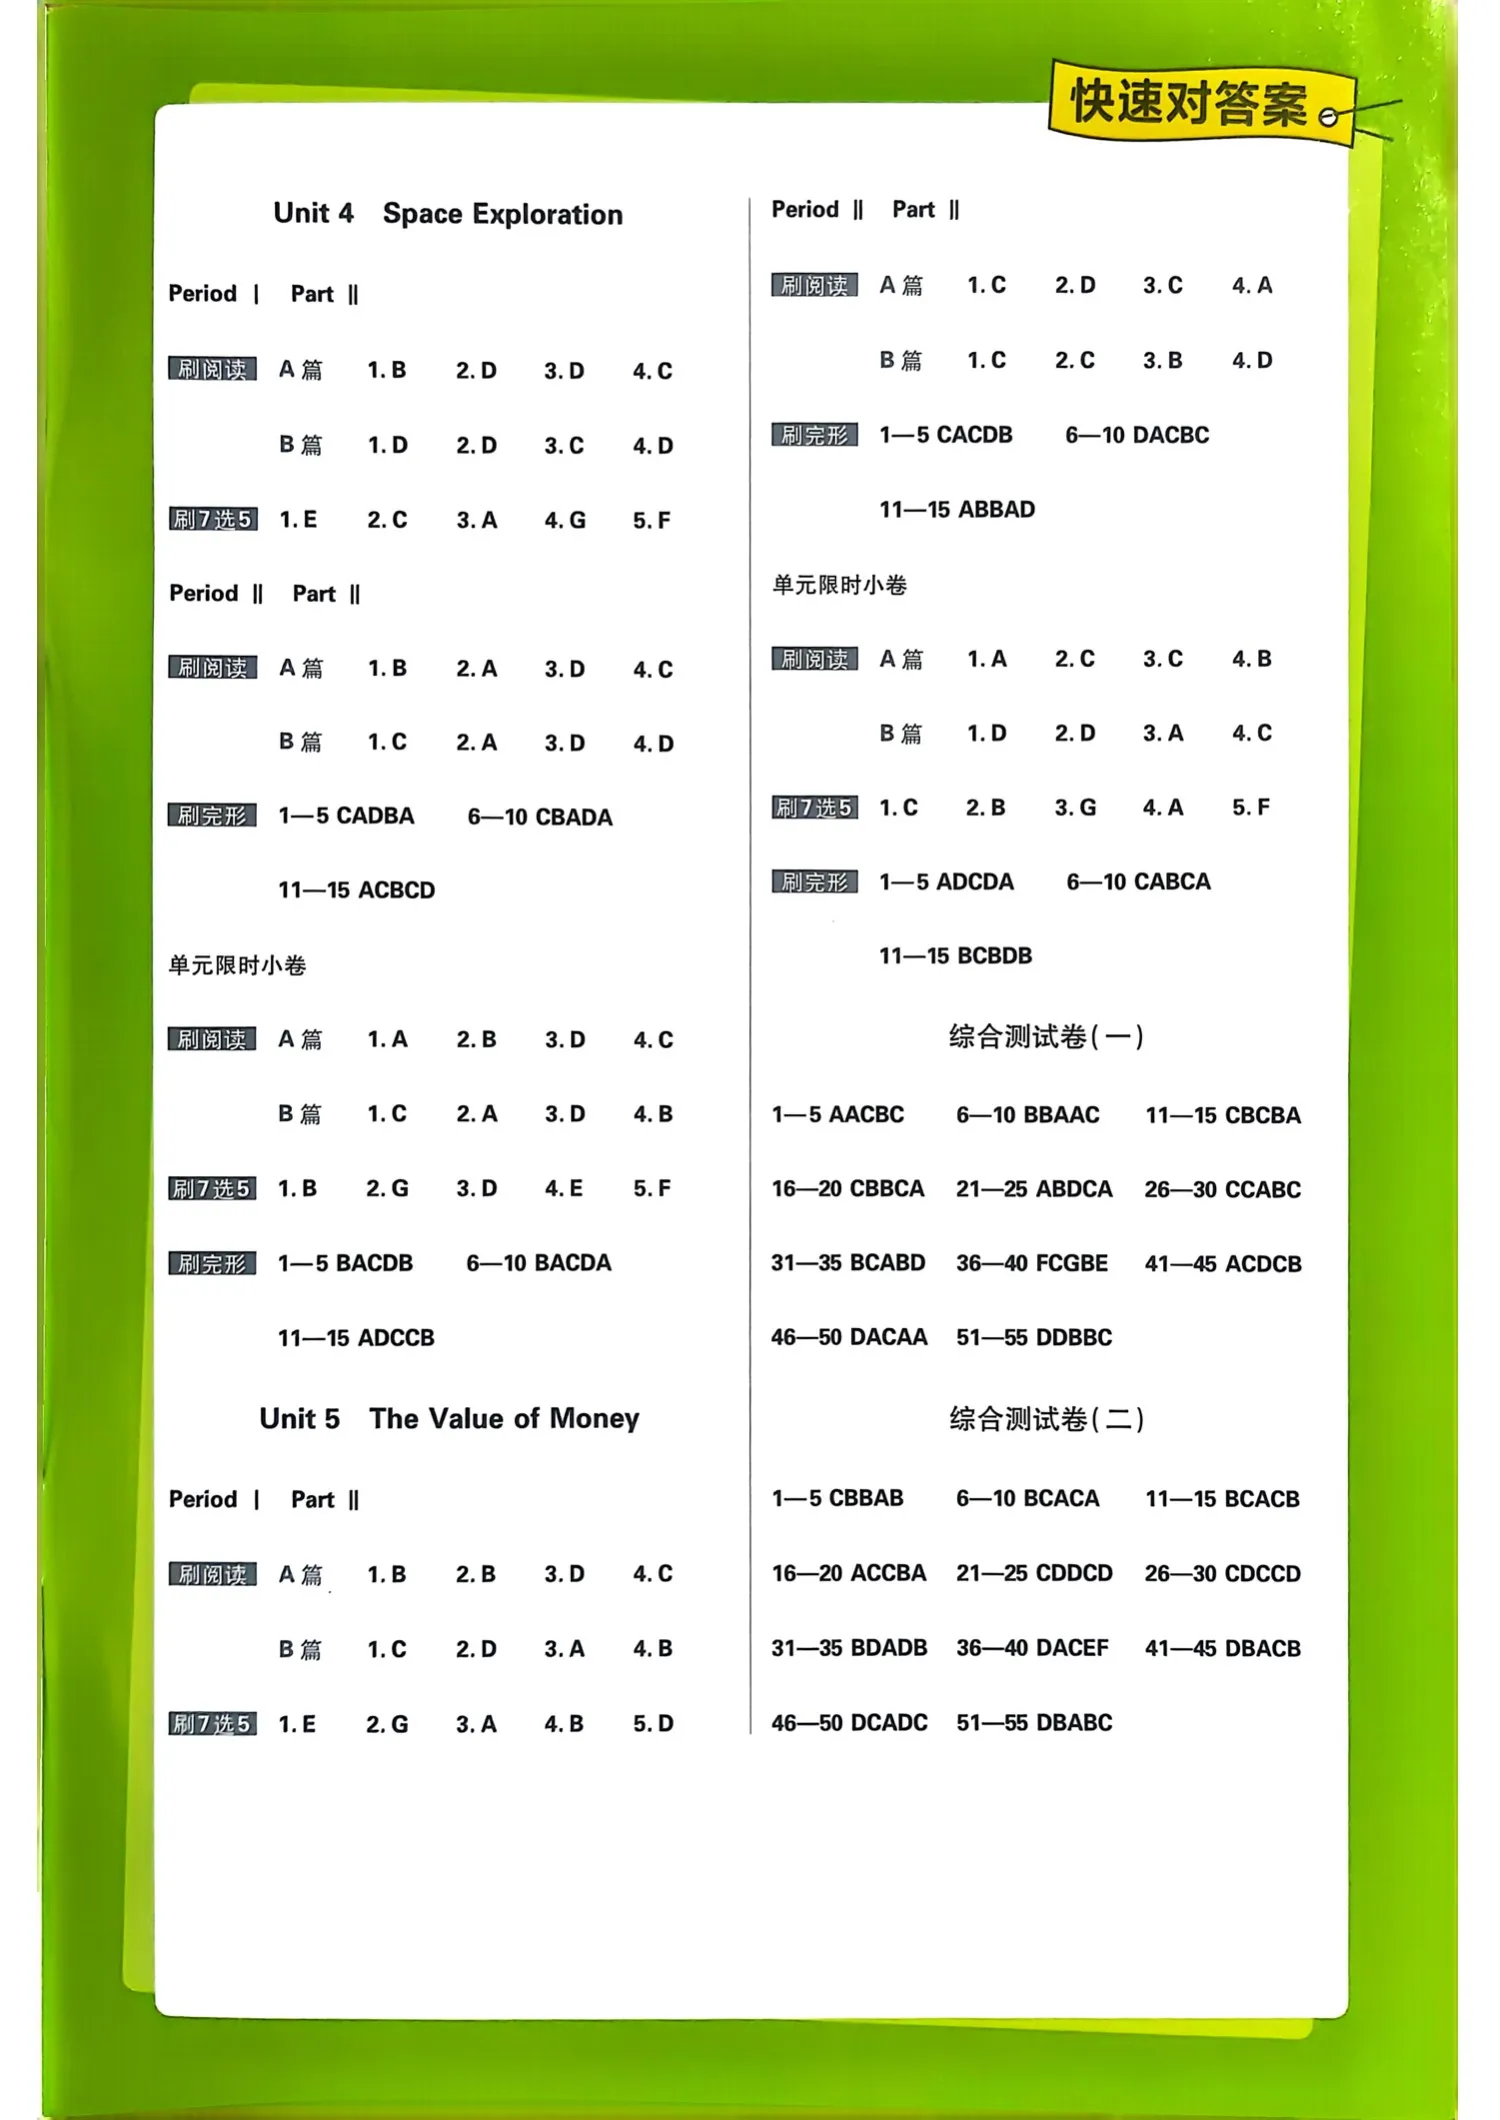 快速对答案
Unit 4 Space Exploration
Period Ⅰ Part Ⅱ
刷阅读 A篇 1.B 2.D 3.D 4.C
B篇 1.D 2.D 3.C 4.D
刷7选5 1.E 2.C 3.A 4.G 5.F
Period Ⅱ Part Ⅱ
刷阅读 A篇 1.B 2.A 3.D 4.C
B篇 1.C 2.A 3.D 4.D
刷完形 1—5 CADBA 6—10 CBADA
11—15 ACBCD
单元限时小卷
刷阅读 A篇 1.A 2.B 3.D 4.C
B篇 1.C 2.A 3.D 4.B
刷7选5 1.B 2.G 3.D 4.E 5.F
刷完形 1—5 BACDB 6—10 BACDA
11—15 ADCCB
Unit 5 The Value of Money
Period Ⅰ Part Ⅱ
刷阅读 A篇 1.B 2.B 3.D 4.C
B篇 1.C 2.D 3.A 4.B
刷7选5 1.E 2.G 3.A 4.B 5.D
Period Ⅱ Part Ⅱ
刷阅读 A篇 1.C 2.D 3.C 4.A
B篇 1.C 2.C 3.B 4.D
刷完形 1—5 CACDB 6—10 DACBC
11—15 ABBAD
单元限时小卷
刷阅读 A篇 1.A 2.C 3.C 4.B
B篇 1.D 2.D 3.A 4.C
刷7选5 1.C 2.B 3.G 4.A 5.F
刷完形 1—5 ADCDA 6—10 CABCA
11—15 BCBDB
综合测试卷(一)
1—5 AACBC 6—10 BBAAC 11—15 CBCBA
16—20 CBBCA 21—25 ABDCA 26—30 CCABC
31—35 BCABD 36—40 FCGBE 41—45 ACDCB
46—50 DACAA 51—55 DDBBC
综合测试卷(二)
1—5 CBBAB 6—10 BCACA 11—15 BCACB
16—20 ACCBA 21—25 CDDCD 26—30 CDCCD
31—35 BDADB 36—40 DACEF 41—45 DBACB
46—50 DCADC 51—55 DBABC